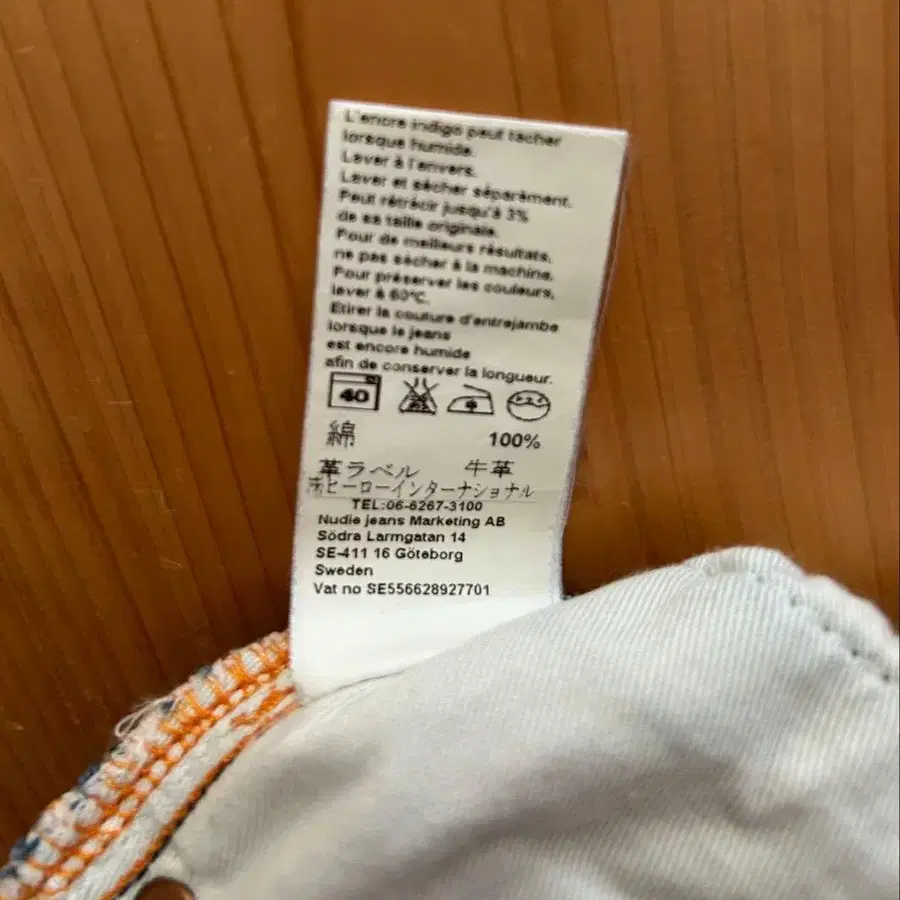 L'encre indigo peut tacher
lorsque humide.
Laver à l'envers.
Laver et sécher séparément.
Peut rétrécir jusqu'à 3%
de sa taille originale.
Pour de meilleurs résultats,
ne pas sécher à la machine.
Pour préserver les couleurs,
laver à 60°C.
Etirer la couture d'entrejambe
lorsque le jeans
est encore humide
afin de conserver la longueur.
40
綿 100%
革ラベル 牛革
ヒーローインターナショナル
TEL:06-6267-3100
Nudie jeans Marketing AB
Södra Larmgatan 14
SE-411 16 Göteborg
Sweden
Vat no SE556628927701